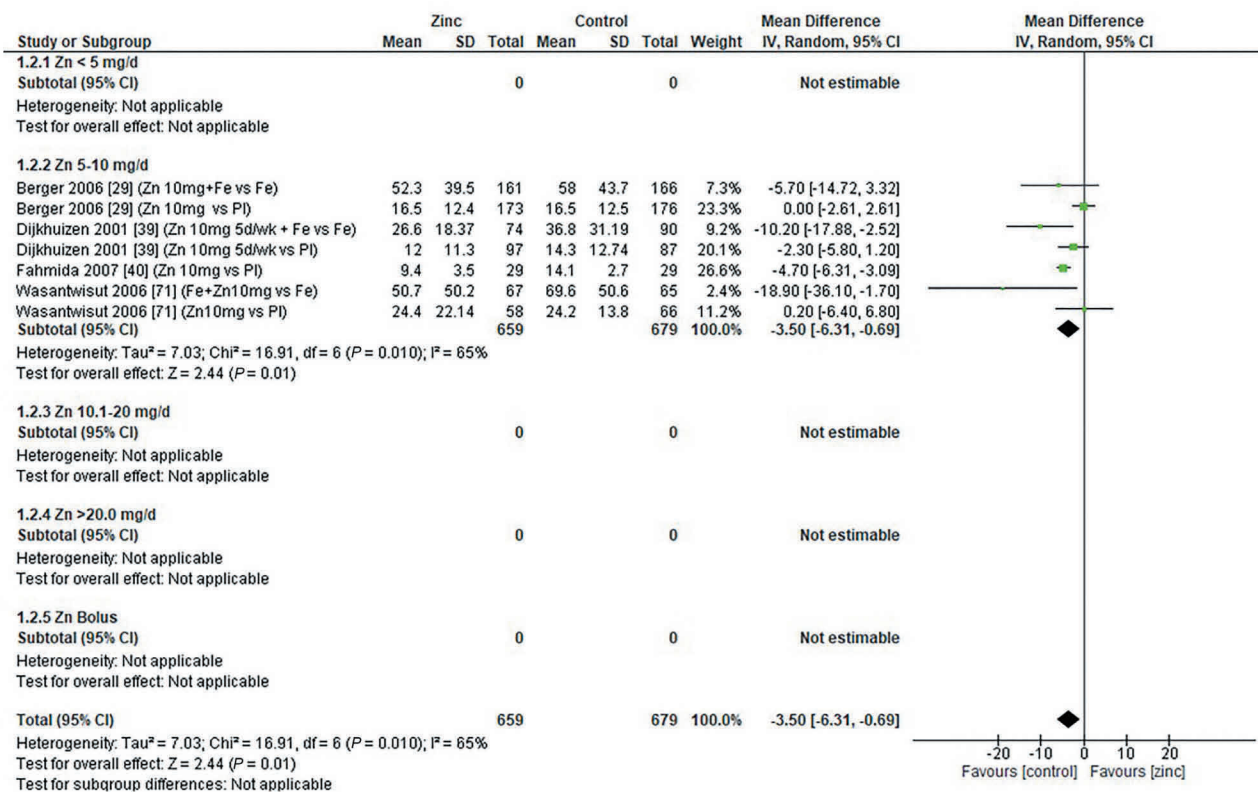 Zinc Control Mean Difference Mean Difference
Study or Subgroup Mean SD Total Mean SD Total Weight IV, Random, 95% CI IV, Random, 95% CI
1.2.1 Zn < 5 mg/d
Subtotal (95% CI) 0 0 Not estimable
Heterogeneity: Not applicable
Test for overall effect: Not applicable
1.2.2 Zn 5-10 mg/d
Berger 2006 [29] (Zn 10mg+Fe vs Fe) 52.3 39.5 161 58 43.7 166 7.3% -5.70 [-14.72, 3.32]
Berger 2006 [29] (Zn 10mg vs Pl) 16.5 12.4 173 16.5 12.5 176 23.3% 0.00 [-2.61, 2.61]
Dijkhuizen 2001 [39] (Zn 10mg 5d/wk + Fe vs Fe) 26.6 18.37 74 36.8 31.19 90 9.2% -10.20 [-17.88, -2.52]
Dijkhuizen 2001 [39] (Zn 10mg 5d/wk vs Pl) 12 11.3 97 14.3 12.74 87 20.1% -2.30 [-5.80, 1.20]
Fahmida 2007 [40] (Zn 10mg vs Pl) 9.4 3.5 29 14.1 2.7 29 26.6% -4.70 [-6.31, -3.09]
Wasantwisut 2006 [71] (Fe+Zn10mg vs Fe) 50.7 50.2 67 69.6 50.6 65 2.4% -18.90 [-36.10, -1.70]
Wasantwisut 2006 [71] (Zn10mg vs Pl) 24.4 22.14 58 24.2 13.8 66 11.2% 0.20 [-6.40, 6.80]
Subtotal (95% CI) 659 679 100.0% -3.50 [-6.31, -0.69]
Heterogeneity: Tau² = 7.03; Chi² = 16.91, df = 6 (P = 0.010); I² = 65%
Test for overall effect: Z = 2.44 (P = 0.01)
1.2.3 Zn 10.1-20 mg/d
Subtotal (95% CI) 0 0 Not estimable
Heterogeneity: Not applicable
Test for overall effect: Not applicable
1.2.4 Zn >20.0 mg/d
Subtotal (95% CI) 0 0 Not estimable
Heterogeneity: Not applicable
Test for overall effect: Not applicable
1.2.5 Zn Bolus
Subtotal (95% CI) 0 0 Not estimable
Heterogeneity: Not applicable
Test for overall effect: Not applicable
Total (95% CI) 659 679 100.0% -3.50 [-6.31, -0.69]
Heterogeneity: Tau² = 7.03; Chi² = 16.91, df = 6 (P = 0.010); I² = 65%
Test for overall effect: Z = 2.44 (P = 0.01)
Test for subgroup differences: Not applicable
-20 -10 0 10 20
Favours [control] Favours [zinc]